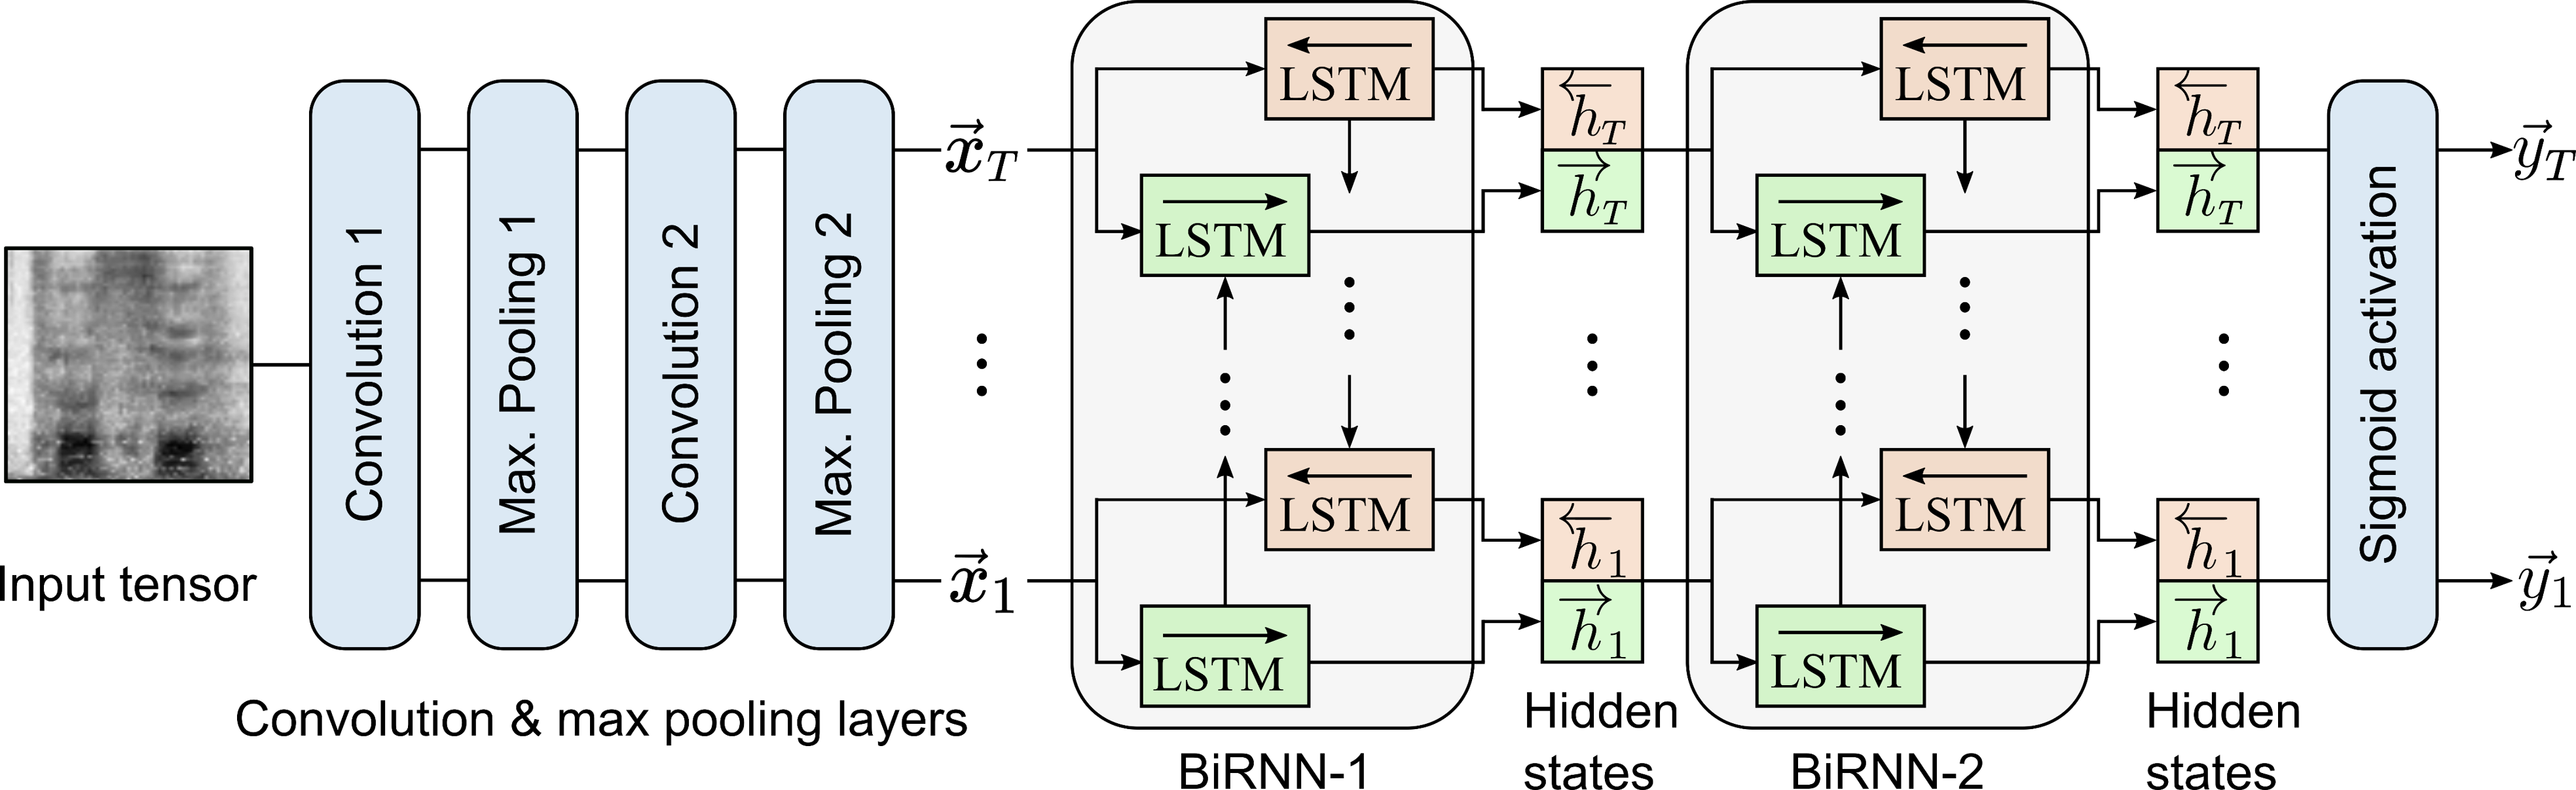 Input tensor
Convolution 1
Max. Pooling 1
Convolution 2
Max. Pooling 2
Convolution & max pooling layers
$\vec{x}_T$
⋮
$\vec{x}_1$
←
LSTM
→
LSTM
⋮
⋮
←
LSTM
→
LSTM
BiRNN-1
$\overleftarrow{h}_T$
$\overrightarrow{h}_T$
⋮
$\overleftarrow{h}_1$
$\overrightarrow{h}_1$
Hidden
states
←
LSTM
→
LSTM
⋮
⋮
←
LSTM
→
LSTM
BiRNN-2
$\overleftarrow{h}_T$
$\overrightarrow{h}_T$
⋮
$\overleftarrow{h}_1$
$\overrightarrow{h}_1$
Hidden
states
Sigmoid activation
$\vec{y}_T$
$\vec{y}_1$